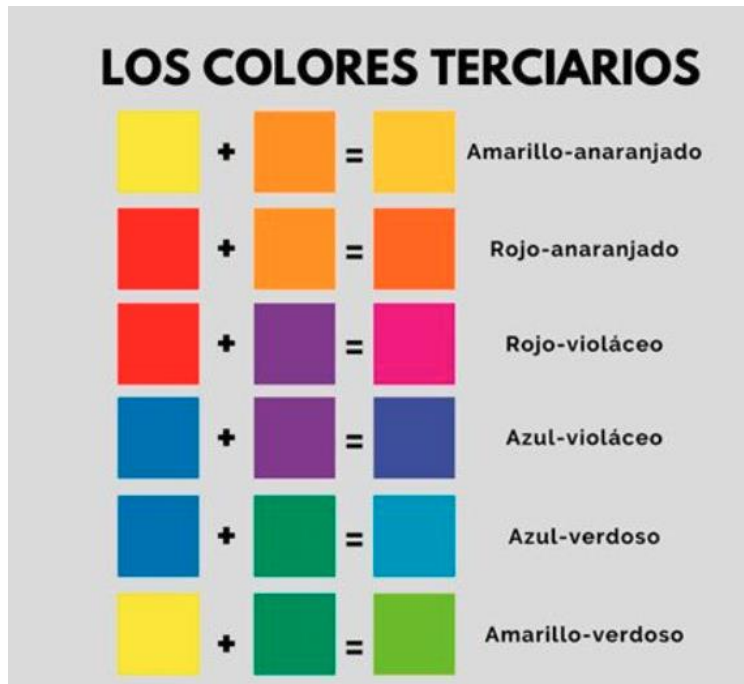 LOS COLORES TERCIARIOS
+ = Amarillo-anaranjado
+ = Rojo-anaranjado
+ = Rojo-violáceo
+ = Azul-violáceo
+ = Azul-verdoso
+ = Amarillo-verdoso